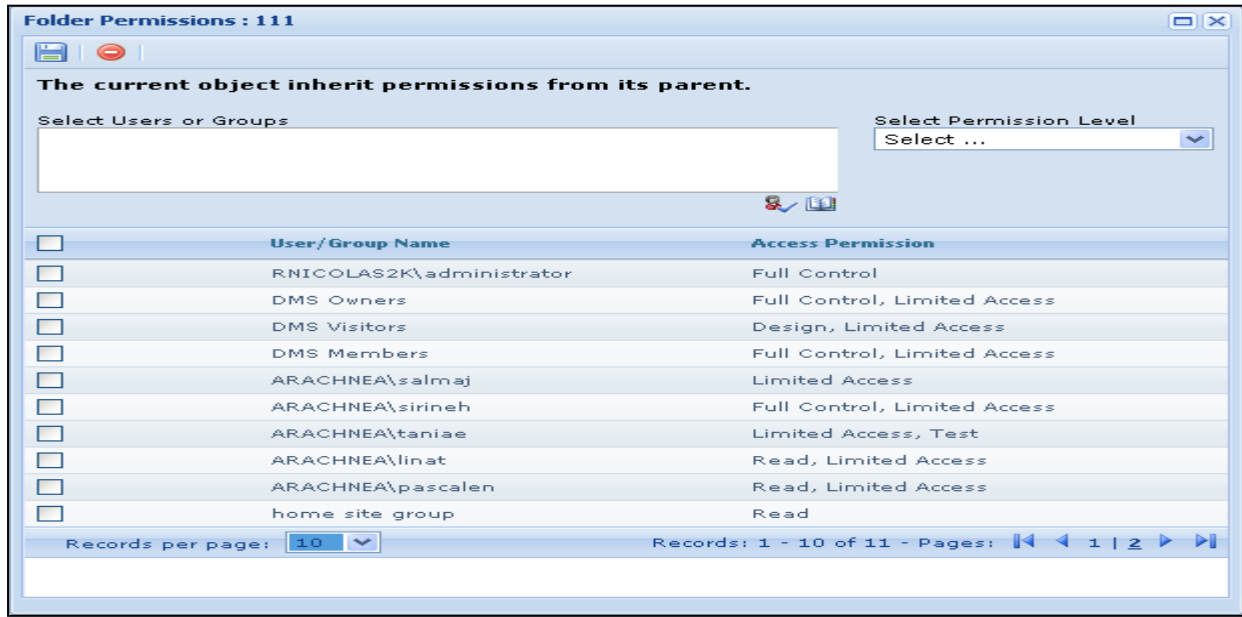 Folder Permissions : 111
The current object inherit permissions from its parent.
Select Users or Groups
Select Permission Level
Select ...
User/Group Name Access Permission
RNICOLAS2K\administrator Full Control
DMS Owners Full Control, Limited Access
DMS Visitors Design, Limited Access
DMS Members Full Control, Limited Access
ARACHNEA\salmaj Limited Access
ARACHNEA\sirineh Full Control, Limited Access
ARACHNEA\taniae Limited Access, Test
ARACHNEA\linat Read, Limited Access
ARACHNEA\pascalen Read, Limited Access
home site group Read
Records per page: 10 Records: 1 - 10 of 11 - Pages: 1 | 2